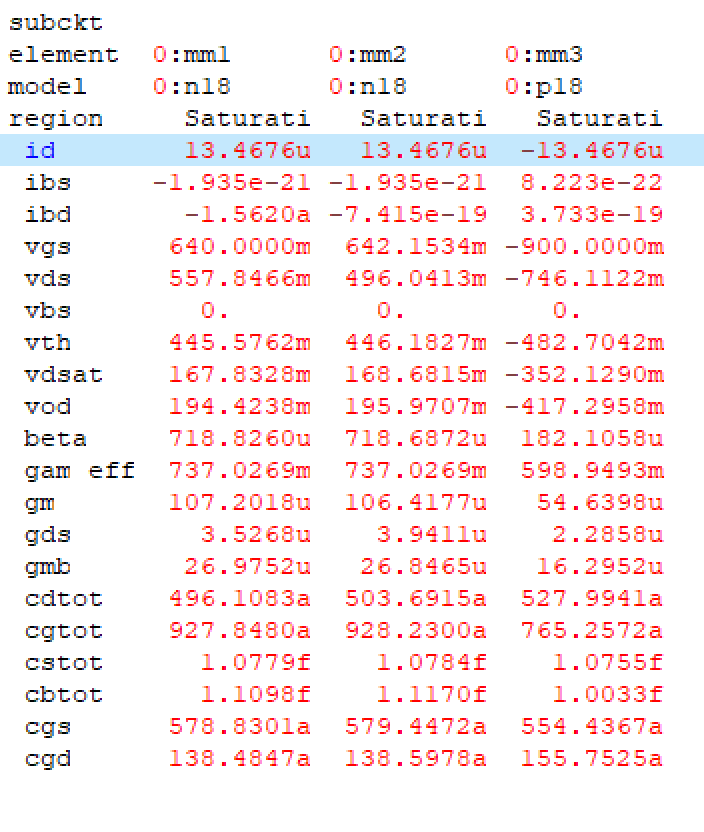 subckt
element 0:mm1 0:mm2 0:mm3
model 0:n18 0:n18 0:p18
region Saturati Saturati Saturati
id 13.4676u 13.4676u -13.4676u
ibs -1.935e-21 -1.935e-21 8.223e-22
ibd -1.5620a -7.415e-19 3.733e-19
vgs 640.0000m 642.1534m -900.0000m
vds 557.8466m 496.0413m -746.1122m
vbs 0. 0. 0.
vth 445.5762m 446.1827m -482.7042m
vdsat 167.8328m 168.6815m -352.1290m
vod 194.4238m 195.9707m -417.2958m
beta 718.8260u 718.6872u 182.1058u
gam eff 737.0269m 737.0269m 598.9493m
gm 107.2018u 106.4177u 54.6398u
gds 3.5268u 3.9411u 2.2858u
gmb 26.9752u 26.8465u 16.2952u
cdtot 496.1083a 503.6915a 527.9941a
cgtot 927.8480a 928.2300a 765.2572a
cstot 1.0779f 1.0784f 1.0755f
cbtot 1.1098f 1.1170f 1.0033f
cgs 578.8301a 579.4472a 554.4367a
cgd 138.4847a 138.5978a 155.7525a